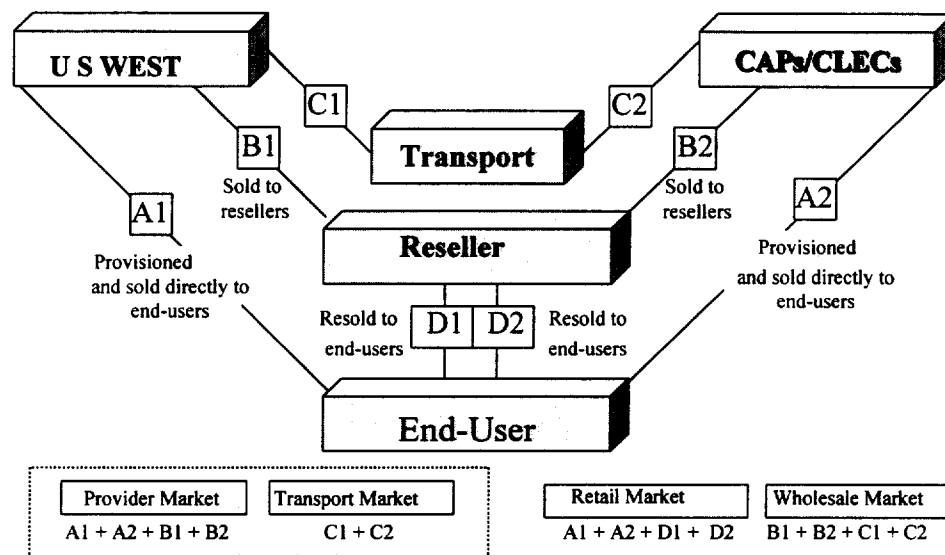 U S WEST
CAPs/CLECs
C1
C2
Transport
B1
B2
Sold to
resellers
Sold to
resellers
A1
A2
Reseller
Provisioned
and sold directly to
end-users
Provisioned
and sold directly to
end-users
Resold to
end-users
D1
D2
Resold to
end-users
End-User
Provider Market
Transport Market
Retail Market
Wholesale Market
A1 + A2 + B1 + B2
C1 + C2
A1 + A2 + D1 + D2
B1 + B2 + C1 + C2